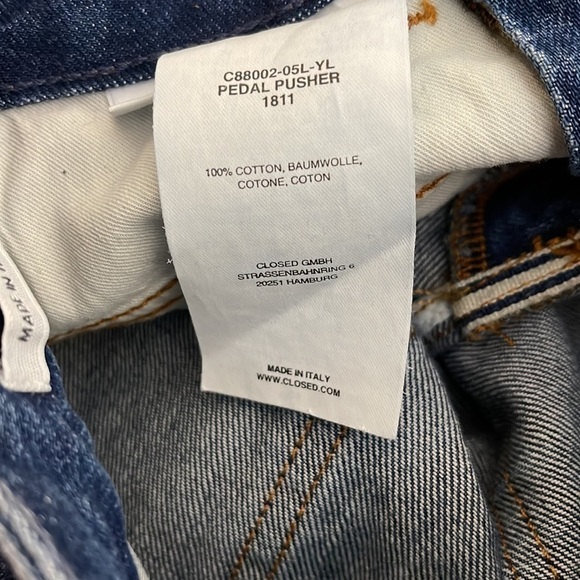 C88002-05L-YL
PEDAL PUSHER
1811
100% COTTON, BAUMWOLLE,
COTONE, COTON
CLOSED GMBH
STRASSENBAHNRING 6
20251 HAMBURG
MADE IN ITALY
WWW.CLOSED.COM
MADE IN